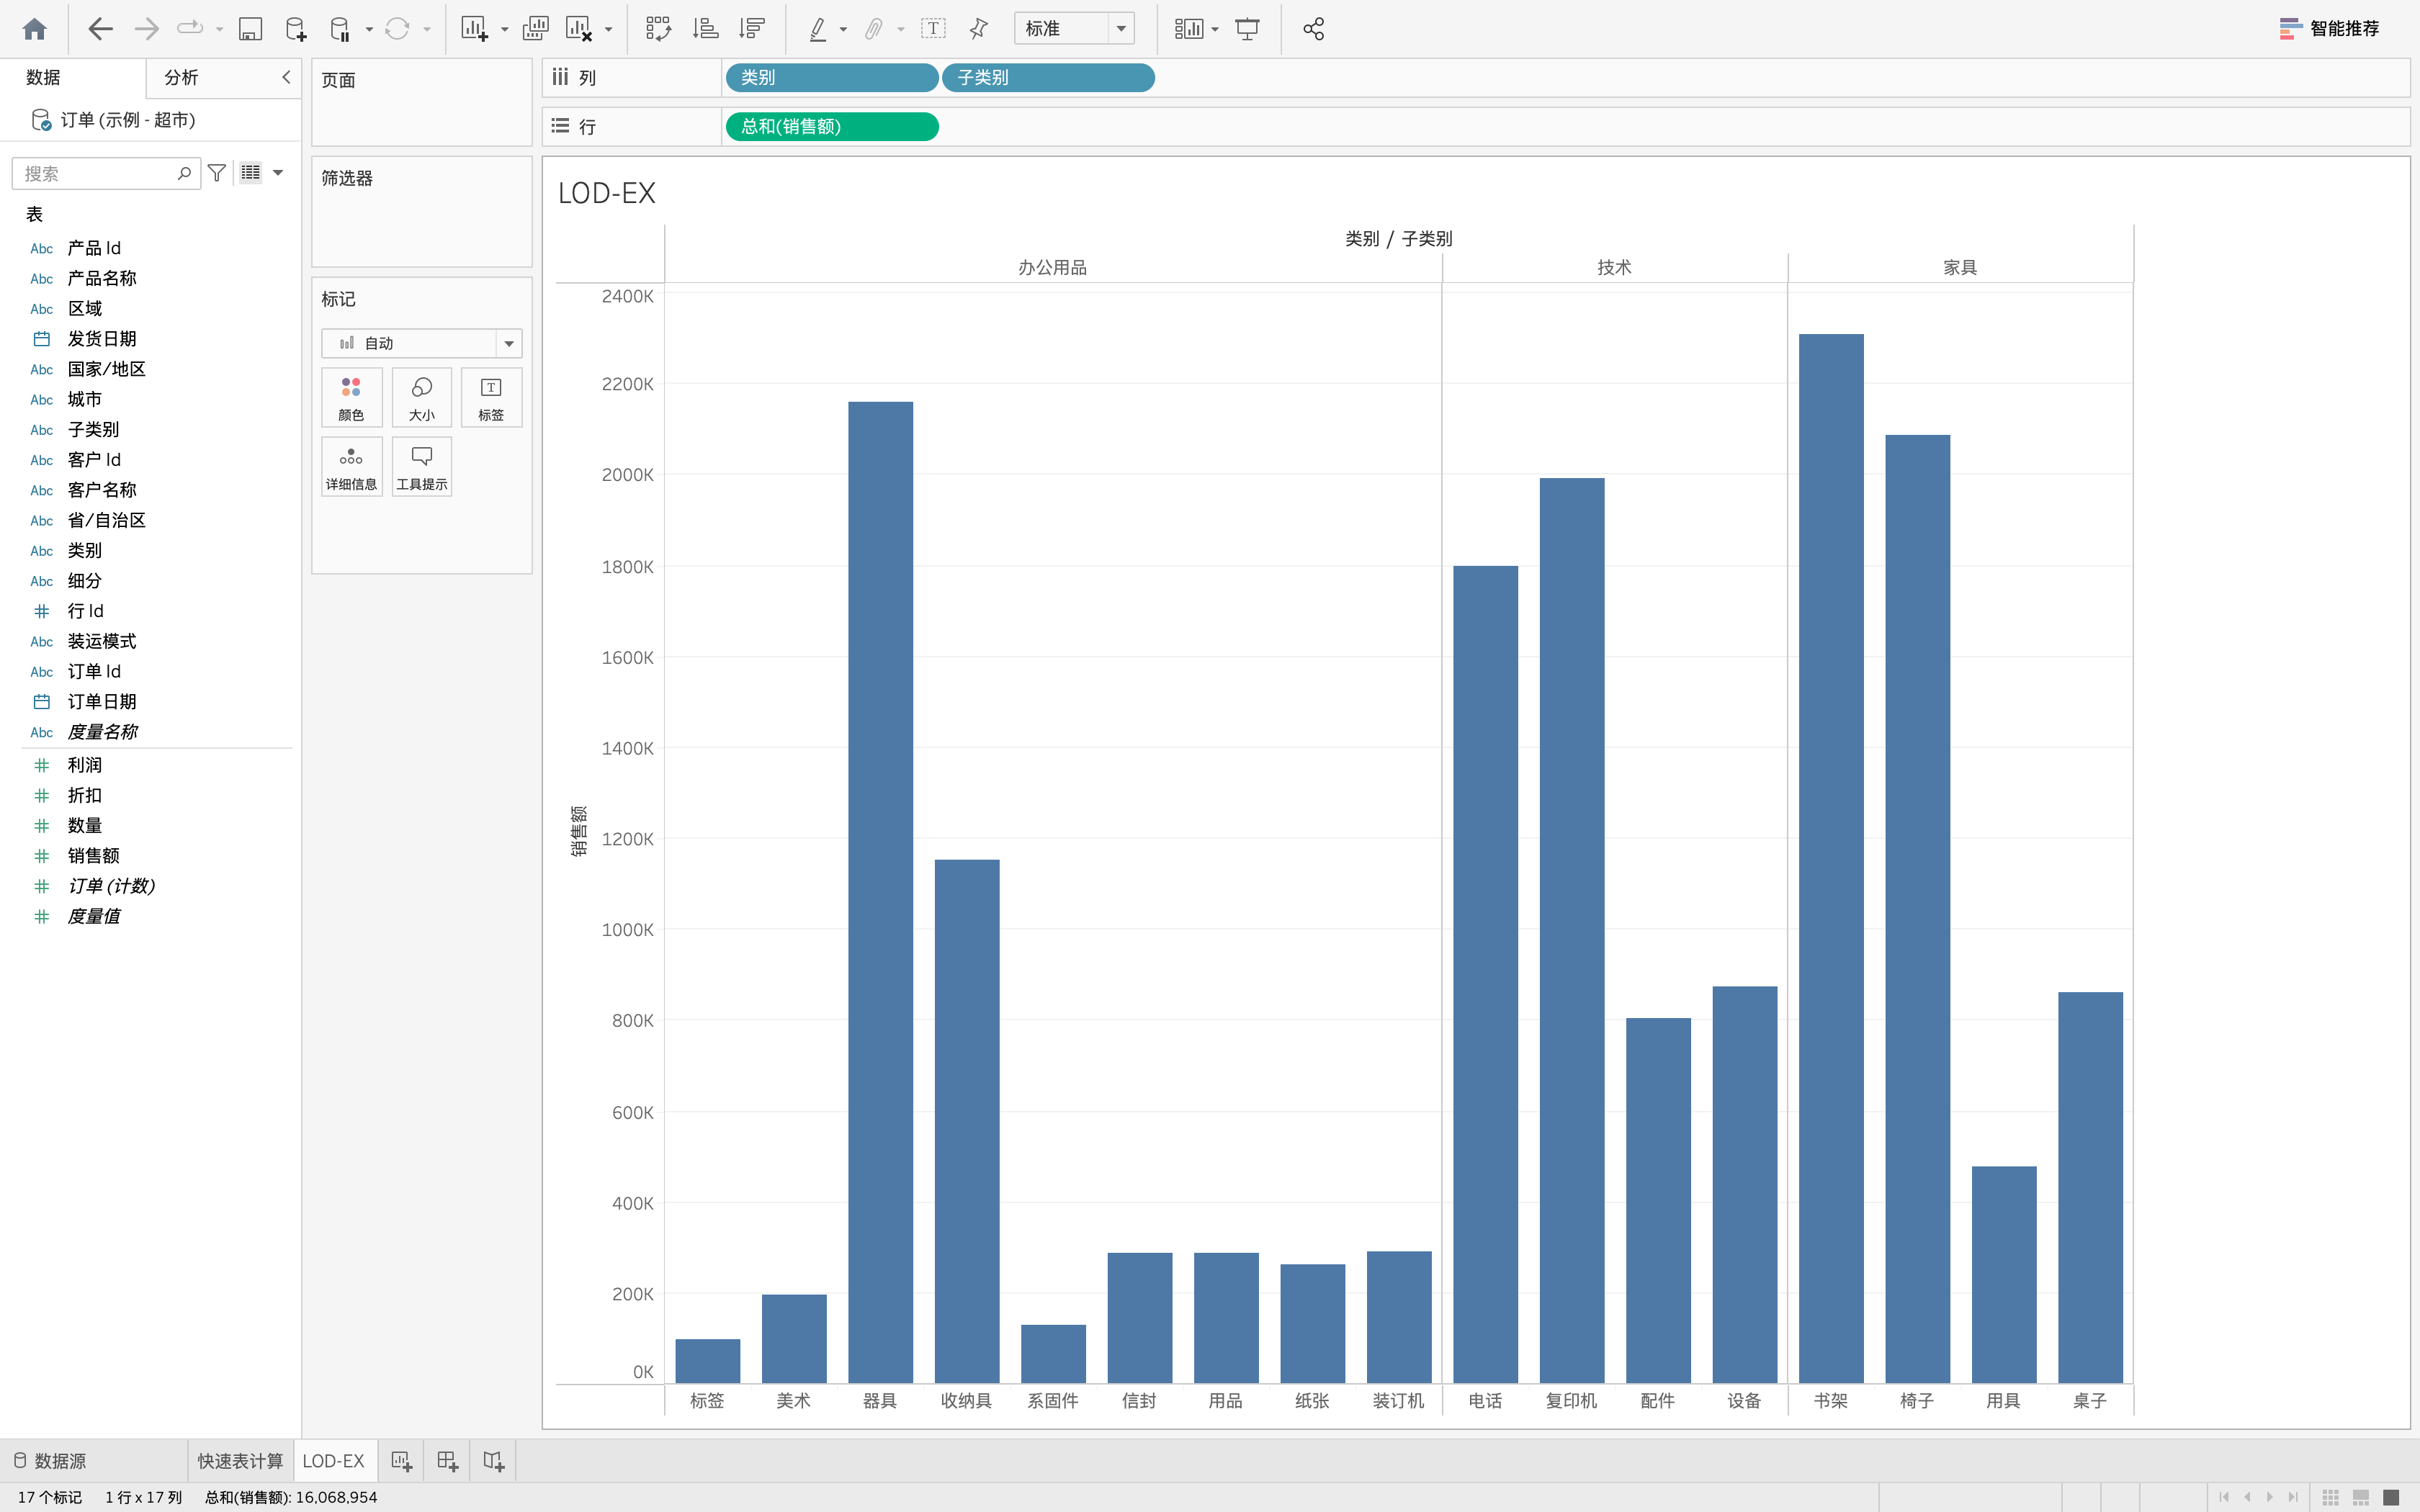 标准
智能推荐
数据
分析
订单 (示例 - 超市)
搜索
表
Abc 产品 Id
Abc 产品名称
Abc 区域
发货日期
Abc 国家/地区
Abc 城市
Abc 子类别
Abc 客户 Id
Abc 客户名称
Abc 省/自治区
Abc 类别
Abc 细分
行 Id
Abc 装运模式
Abc 订单 Id
订单日期
Abc 度量名称
利润
折扣
数量
销售额
订单 (计数)
度量值
页面
筛选器
标记
自动
颜色 大小 标签
详细信息 工具提示
列 类别 子类别
行 总和(销售额)
LOD-EX
类别 / 子类别
办公用品 技术 家具
2400K
2200K
2000K
1800K
1600K
1400K
1200K
1000K
800K
600K
400K
200K
0K
销售额
标签 美术 器具 收纳具 系固件 信封 用品 纸张 装订机 电话 复印机 配件 设备 书架 椅子 用具 桌子
数据源 快速表计算 LOD-EX
17 个标记 1 行 x 17 列 总和(销售额): 16,068,954